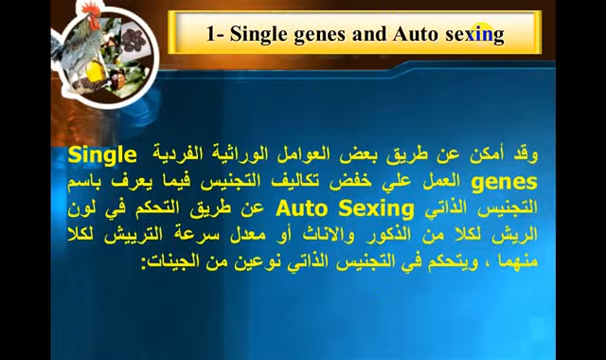 1- Single genes and Auto sexing
وقد أمكن عن طريق بعض العوامل الوراثية الفردية Single
genes العمل علي خفض تكاليف التجنيس فيما يعرف باسم
التجنيس الذاتي Auto Sexing عن طريق التحكم في لون
الريش لكلا من الذكور والاناث أو معدل سرعة الترييش لكلا
منهما ، ويتحكم في التجنيس الذاتي نوعين من الجينات: